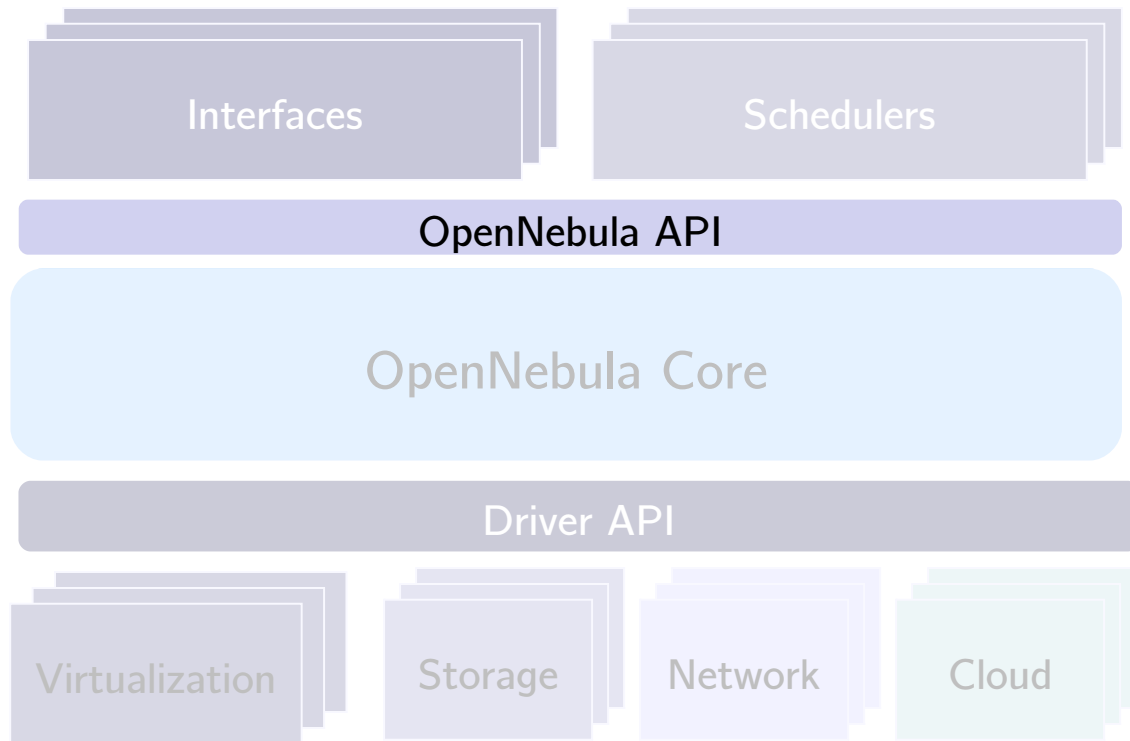 Interfaces
Schedulers
OpenNebula API
OpenNebula Core
Driver API
Virtualization
Storage
Network
Cloud